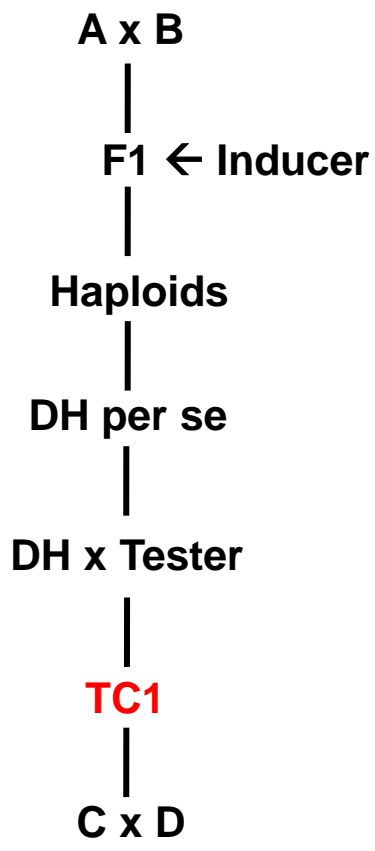 A x B
F1 ← Inducer
Haploids
DH per se
DH x Tester
TC1
C x D